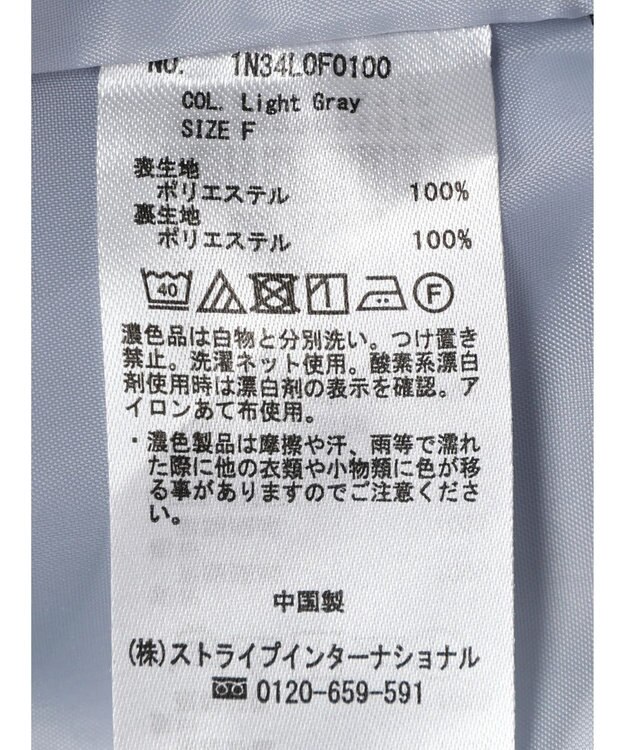 NO. 1N34L0F0100
COL. Light Gray
SIZE F
表生地
ポリエステル 100%
裏生地
ポリエステル 100%
40 F
濃色品は白物と分別洗い。つけ置き
禁止。洗濯ネット使用。酸素系漂白
剤使用時は漂白剤の表示を確認。ア
イロンあて布使用。
・濃色製品は摩擦や汗、雨等で濡れ
た際に他の衣類や小物類に色が移
る事がありますのでご注意くださ
い。
中国製
(株)ストライプインターナショナル
0120-659-591